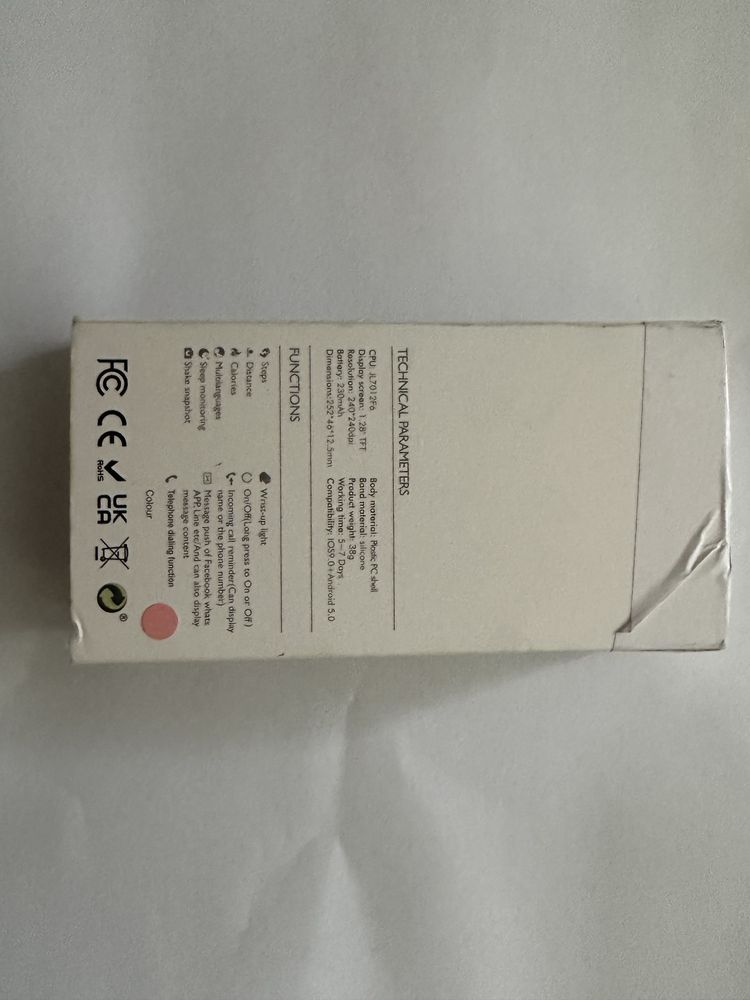 TECHNICAL PARAMETERS
CPU: JL7012F6
Display screen: 1.28" TFT
Resolution: 240*240dpi
Battery: 230mAh
Dimensions:252*46*12.5mm
Body material: Plastic PC shell
Band material: silicone
Product weight: 38g
Working time: 5-7 Days
Compatibility: IOS9.0+Android 5.0
FUNCTIONS
Steps
Distance
Calories
Multilanguages
Sleep monitoring
Shake snapshot
Wrist-up light
On/Off(Long press to On or Off)
Incoming call reminder(Can display
name or the phone number)
Message push of Facebook whats
APP, Line etc/And can also display
message content
Telephone dialing function
Colour
FC CE RoHS UK
CA ®